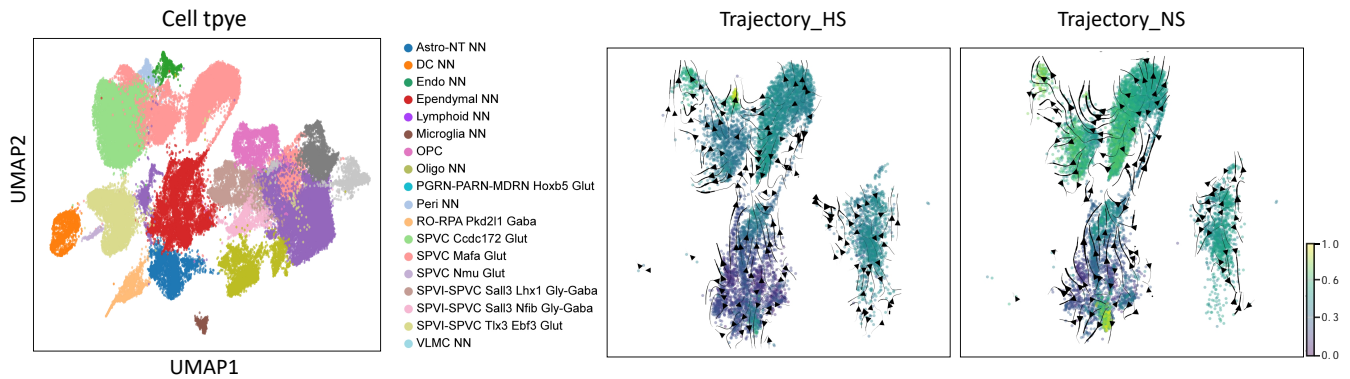 Cell tpye
Trajectory_HS
Trajectory_NS
UMAP2
UMAP1
Astro-NT NN
DC NN
Endo NN
Ependymal NN
Lymphoid NN
Microglia NN
OPC
Oligo NN
PGRN-PARN-MDRN Hoxb5 Glut
Peri NN
RO-RPA Pkd2l1 Gaba
SPVC Ccdc172 Glut
SPVC Mafa Glut
SPVC Nmu Glut
SPVI-SPVC Sall3 Lhx1 Gly-Gaba
SPVI-SPVC Sall3 Nfib Gly-Gaba
SPVI-SPVC Tlx3 Ebf3 Glut
VLMC NN
1.0
0.6
0.3
0.0